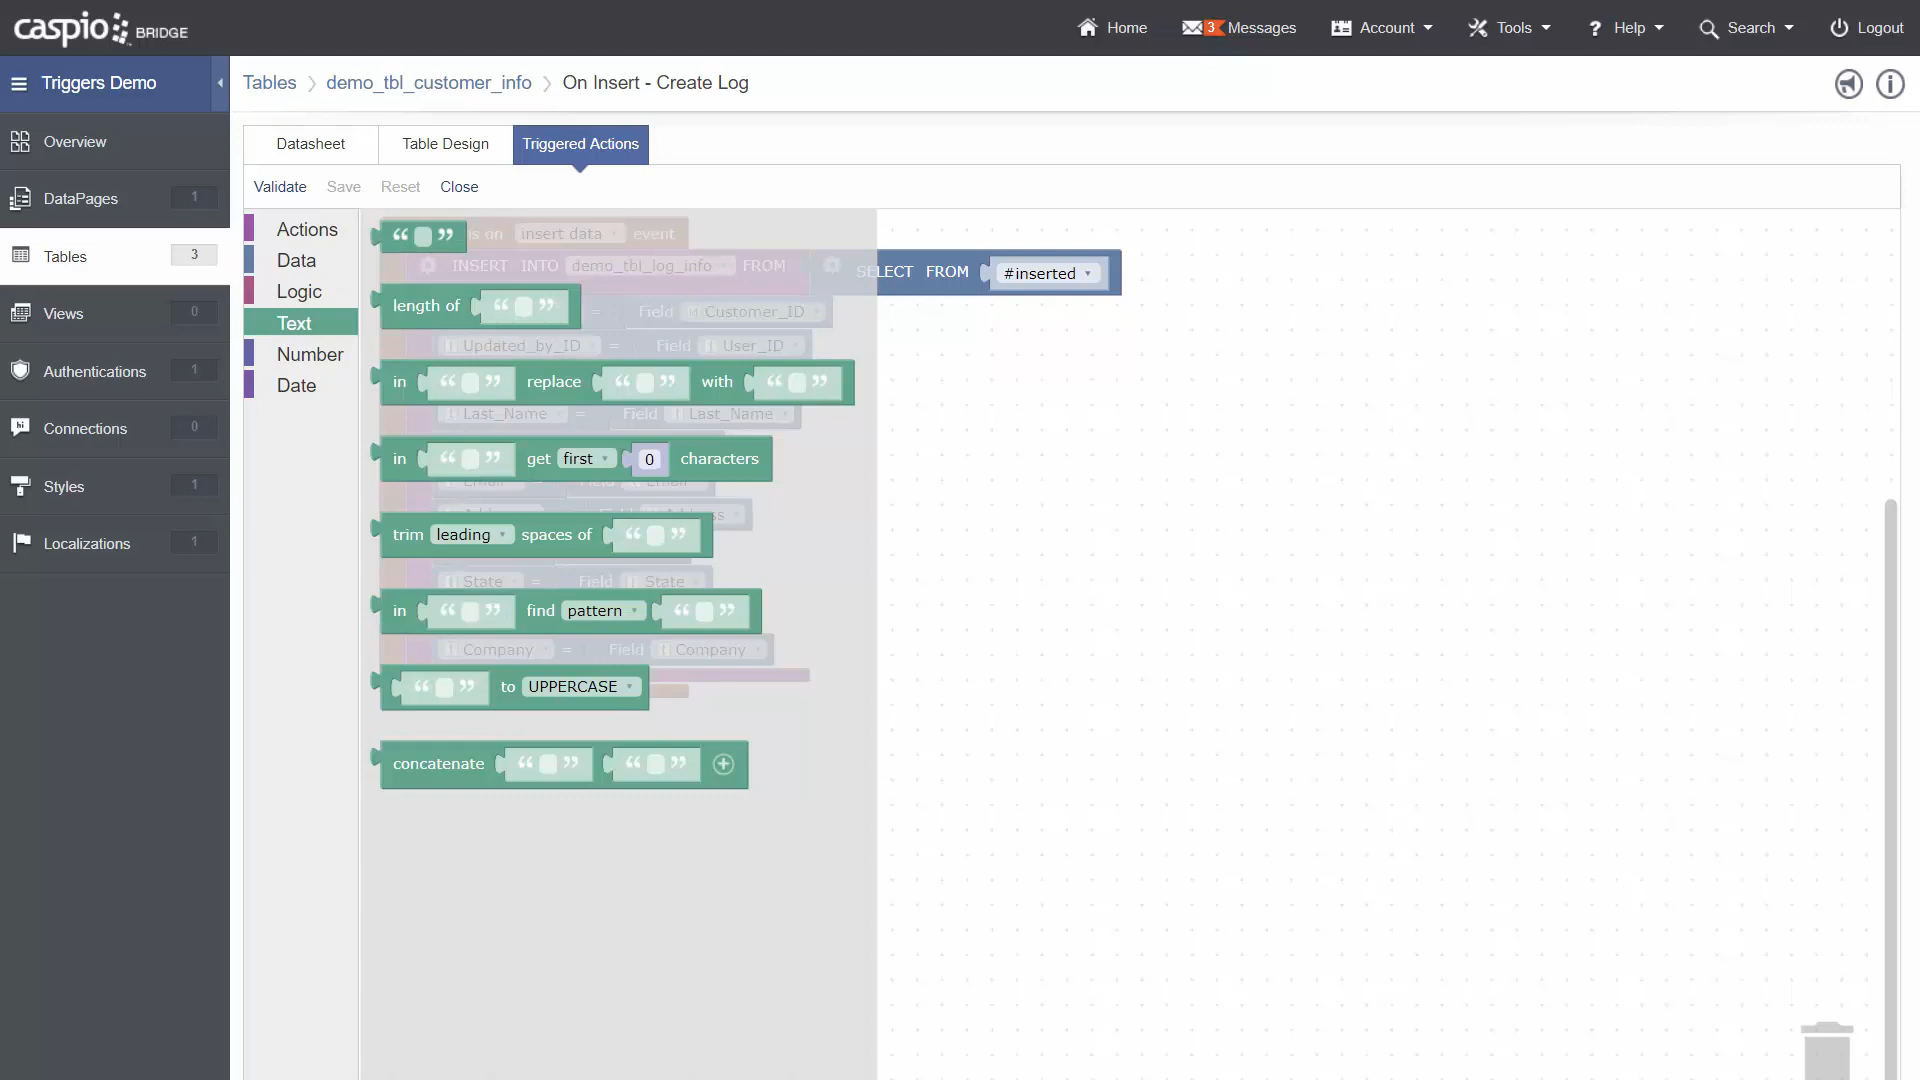 caspio BRIDGE
Home
3 Messages
Account
Tools
Help
Search
Logout
Triggers Demo
Tables
demo_tbl_customer_info
On Insert - Create Log
Overview
DataPages 1
Tables 3
Views 0
Authentications 1
Connections 0
Styles 1
Localizations 1
Datasheet
Table Design
Triggered Actions
Validate Save Reset Close
Actions
Data
Logic
Text
Number
Date
“ ” on insert data event
INSERT INTO demo_tbl_log_info FROM SELECT FROM #inserted
length of “ ”
= Field Customer_ID
Updated_by_ID = Field User_ID
in “ ” replace “ ” with “ ”
Last_Name = Field Last_Name
in “ ” get first 0 characters
Email Field Email
trim leading spaces of “ ”
State = Field State
in “ ” find pattern “ ”
Company = Field Company
“ ” to UPPERCASE
concatenate “ ” “ ”